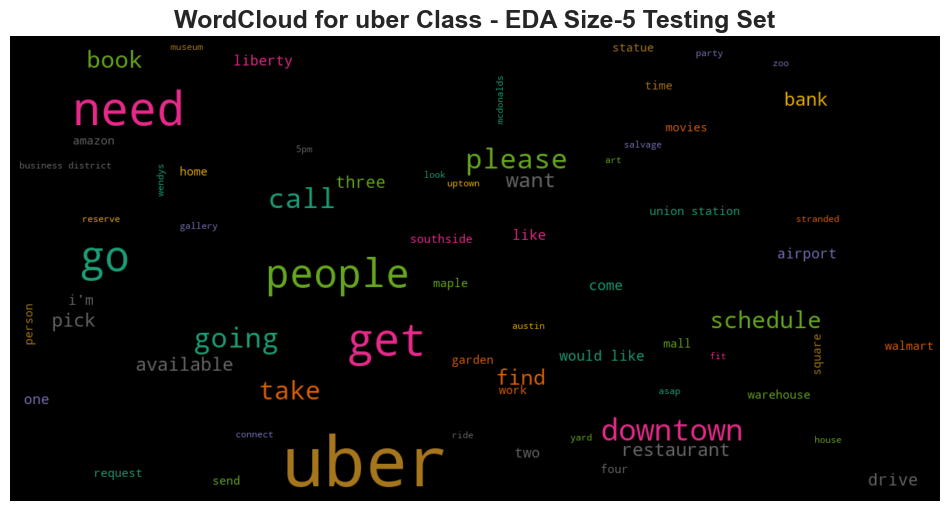 WordCloud for uber Class - EDA Size-5 Testing Set
museum
statue
book
liberty
party
zoo
mcdonalds
time
need
bank
movies
amazon
salvage
5pm
please
art
business district
wendys
home
three
look
uptown
want
call
union station
reserve
stranded
gallery
southside
like
go
airport
people
maple
come
i'm
person
pick
schedule
austin
going
get
would like
mall
fit
square
walmart
available
garden
find
take
work
asap
warehouse
one
connect
ride
yard
downtown
house
uber
two
restaurant
request
send
four
drive